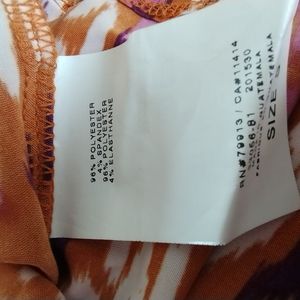 96% POLYESTER
4% SPANDEX
96% POLYESTER
4% ELASTHANNE
RN#79913 / CA#11414
201530
GUATEMALA
SIZE